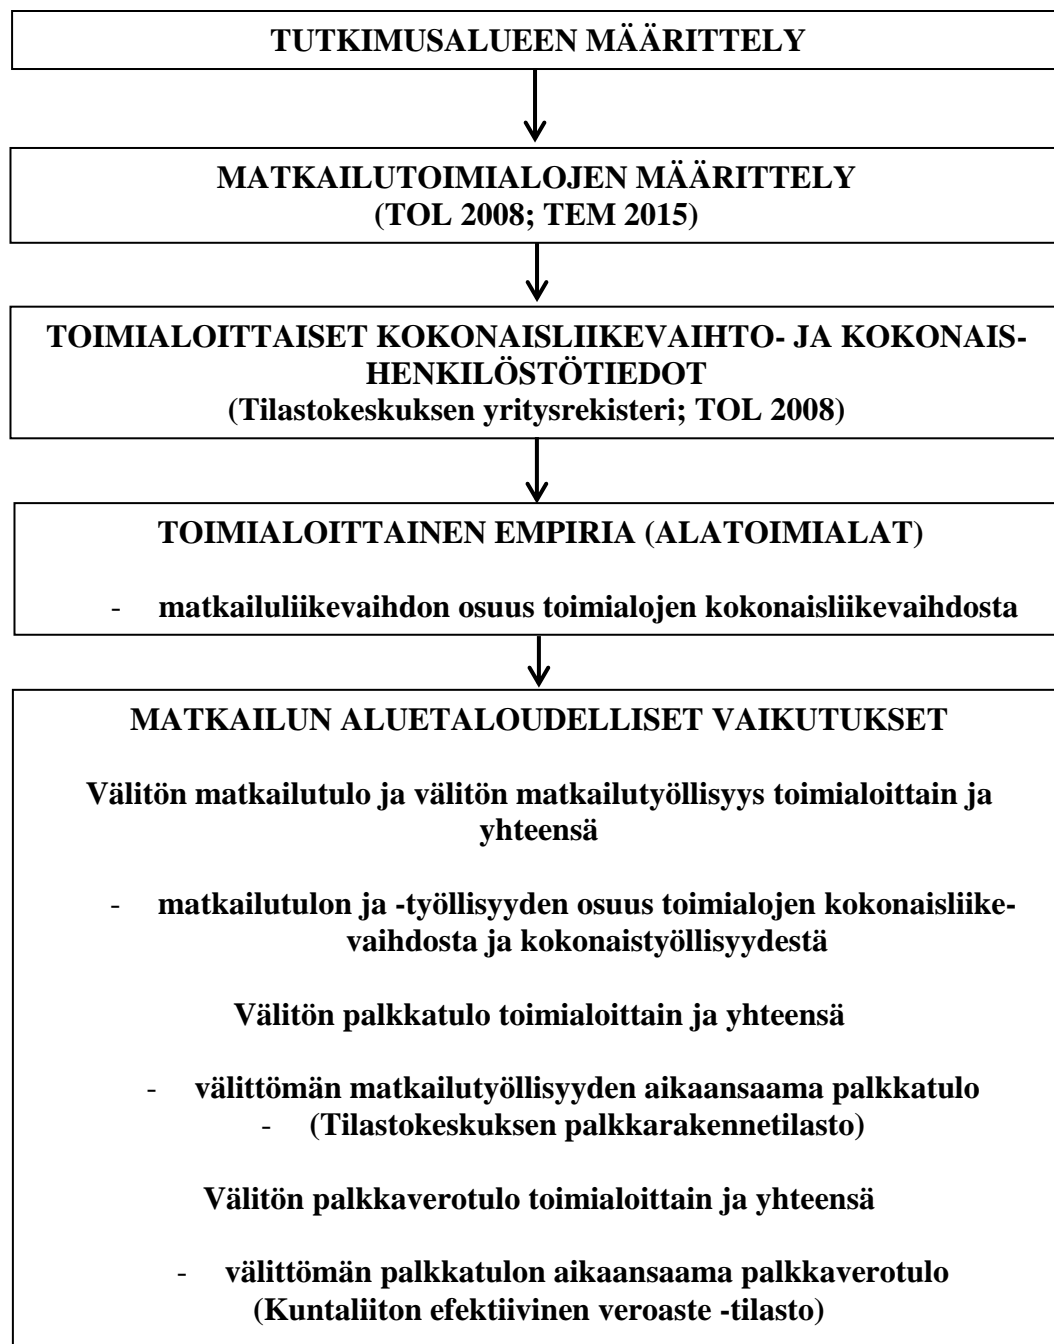 TUTKIMUSALUEEN MÄÄRITTELY
MATKAILUTOIMIALOJEN MÄÄRITTELY
(TOL 2008; TEM 2015)
TOIMIALOITTAISET KOKONAISLIIKEVAIHTO- JA KOKONAIS-
HENKILÖSTÖTIEDOT
(Tilastokeskuksen yritysrekisteri; TOL 2008)
TOIMIALOITTAINEN EMPIRIA (ALATOIMIALAT)
- matkailuliikevaihdon osuus toimialojen kokonaisliikevaihdosta
MATKAILUN ALUETALOUDELLISET VAIKUTUKSET
Välitön matkailutulo ja välitön matkailutyöllisyys toimialoittain ja
yhteensä
- matkailutulon ja -työllisyyden osuus toimialojen kokonaisliike-
vaihdosta ja kokonaistyöllisyydestä
Välitön palkkatulo toimialoittain ja yhteensä
- välittömän matkailutyöllisyyden aikaansaama palkkatulo
- (Tilastokeskuksen palkkarakennetilasto)
Välitön palkkaverotulo toimialoittain ja yhteensä
- välittömän palkkatulon aikaansaama palkkaverotulo
(Kuntaliiton efektiivinen veroaste -tilasto)